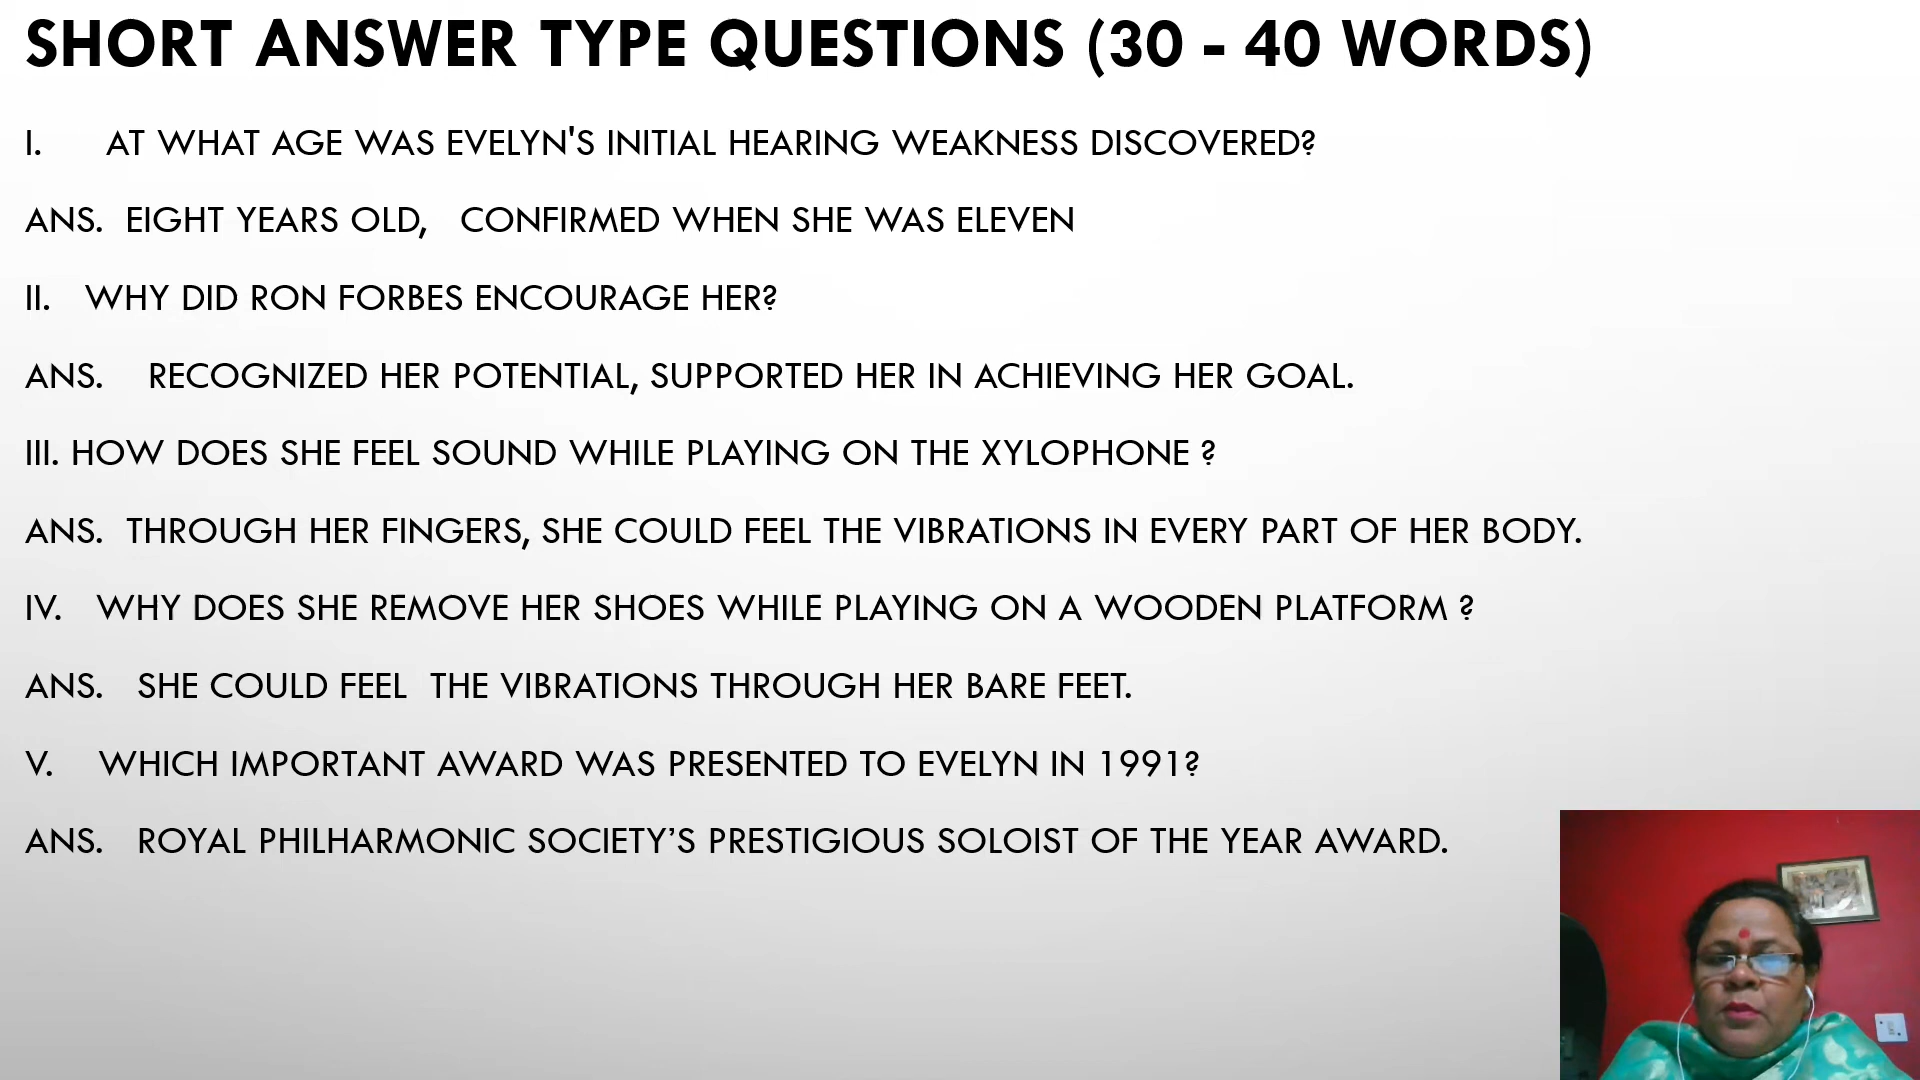 SHORT ANSWER TYPE QUESTIONS (30 - 40 WORDS)
I. AT WHAT AGE WAS EVELYN'S INITIAL HEARING WEAKNESS DISCOVERED?
ANS. EIGHT YEARS OLD, CONFIRMED WHEN SHE WAS ELEVEN
II. WHY DID RON FORBES ENCOURAGE HER?
ANS. RECOGNIZED HER POTENTIAL, SUPPORTED HER IN ACHIEVING HER GOAL.
III. HOW DOES SHE FEEL SOUND WHILE PLAYING ON THE XYLOPHONE ?
ANS. THROUGH HER FINGERS, SHE COULD FEEL THE VIBRATIONS IN EVERY PART OF HER BODY.
IV. WHY DOES SHE REMOVE HER SHOES WHILE PLAYING ON A WOODEN PLATFORM ?
ANS. SHE COULD FEEL THE VIBRATIONS THROUGH HER BARE FEET.
V. WHICH IMPORTANT AWARD WAS PRESENTED TO EVELYN IN 1991?
ANS. ROYAL PHILHARMONIC SOCIETY’S PRESTIGIOUS SOLOIST OF THE YEAR AWARD.